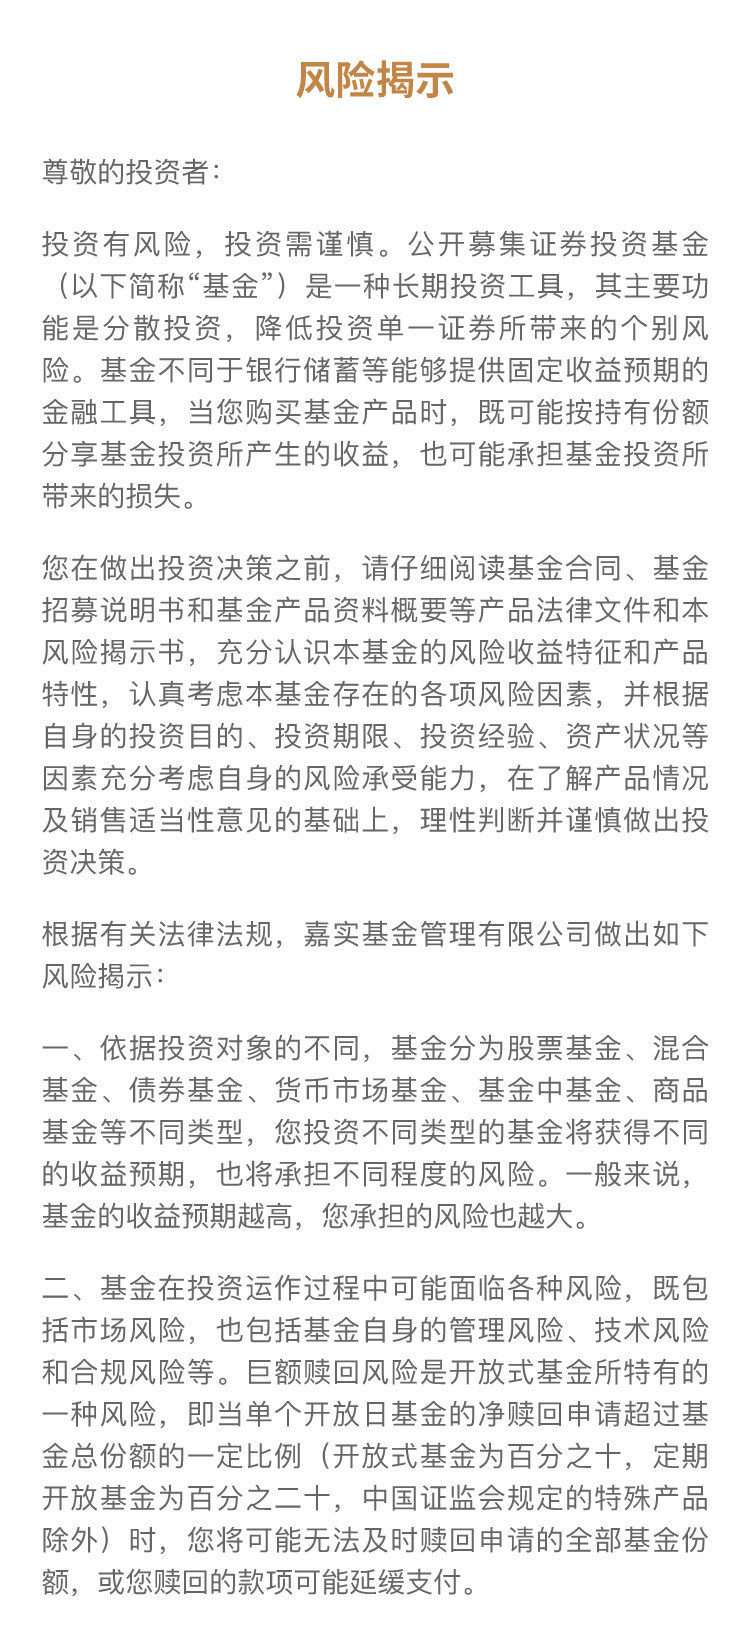 风险揭示
尊敬的投资者：
投资有风险，投资需谨慎。公开募集证券投资基金
（以下简称“基金”）是一种长期投资工具，其主要功
能是分散投资，降低投资单一证券所带来的个别风
险。基金不同于银行储蓄等能够提供固定收益预期的
金融工具，当您购买基金产品时，既可能按持有份额
分享基金投资所产生的收益，也可能承担基金投资所
带来的损失。
您在做出投资决策之前，请仔细阅读基金合同、基金
招募说明书和基金产品资料概要等产品法律文件和本
风险揭示书，充分认识本基金的风险收益特征和产品
特性，认真考虑本基金存在的各项风险因素，并根据
自身的投资目的、投资期限、投资经验、资产状况等
因素充分考虑自身的风险承受能力，在了解产品情况
及销售适当性意见的基础上，理性判断并谨慎做出投
资决策。
根据有关法律法规，嘉实基金管理有限公司做出如下
风险揭示：
一、依据投资对象的不同，基金分为股票基金、混合
基金、债券基金、货币市场基金、基金中基金、商品
基金等不同类型，您投资不同类型的基金将获得不同
的收益预期，也将承担不同程度的风险。一般来说，
基金的收益预期越高，您承担的风险也越大。
二、基金在投资运作过程中可能面临各种风险，既包
括市场风险，也包括基金自身的管理风险、技术风险
和合规风险等。巨额赎回风险是开放式基金所特有的
一种风险，即当单个开放日基金的净赎回申请超过基
金总份额的一定比例（开放式基金为百分之十，定期
开放基金为百分之二十，中国证监会规定的特殊产品
除外）时，您将可能无法及时赎回申请的全部基金份
额，或您赎回的款项可能延缓支付。